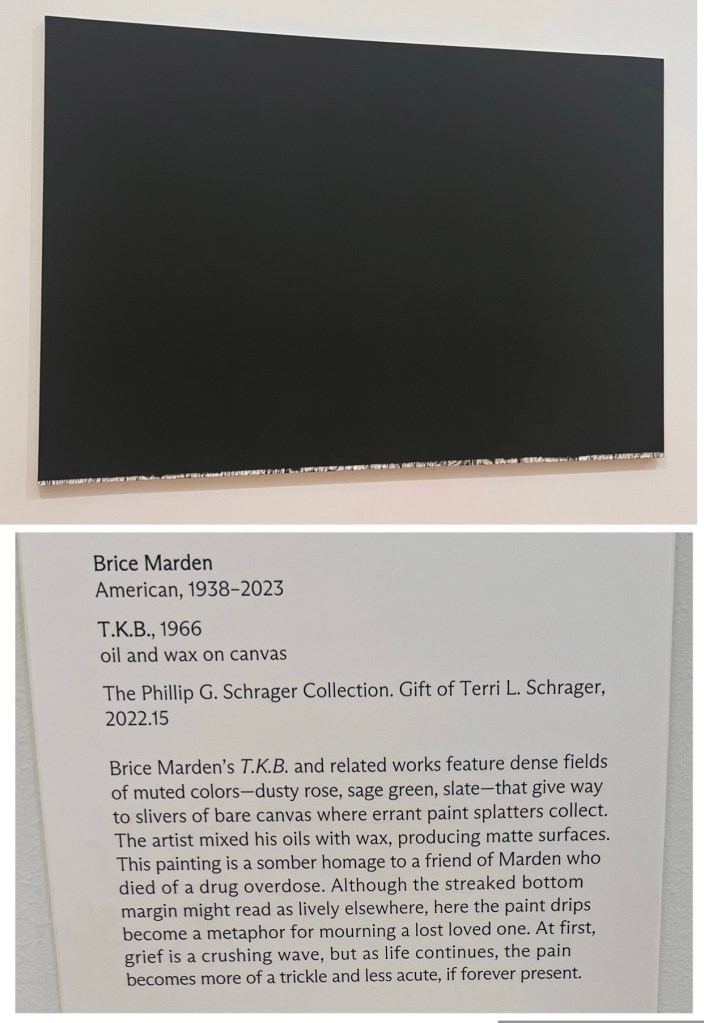 Brice Marden
American, 1938–2023
T.K.B., 1966
oil and wax on canvas
The Phillip G. Schrager Collection. Gift of Terri L. Schrager,
2022.15
Brice Marden’s T.K.B. and related works feature dense fields
of muted colors—dusty rose, sage green, slate—that give way
to slivers of bare canvas where errant paint splatters collect.
The artist mixed his oils with wax, producing matte surfaces.
This painting is a somber homage to a friend of Marden who
died of a drug overdose. Although the streaked bottom
margin might read as lively elsewhere, here the paint drips
become a metaphor for mourning a lost loved one. At first,
grief is a crushing wave, but as life continues, the pain
becomes more of a trickle and less acute, if forever present.